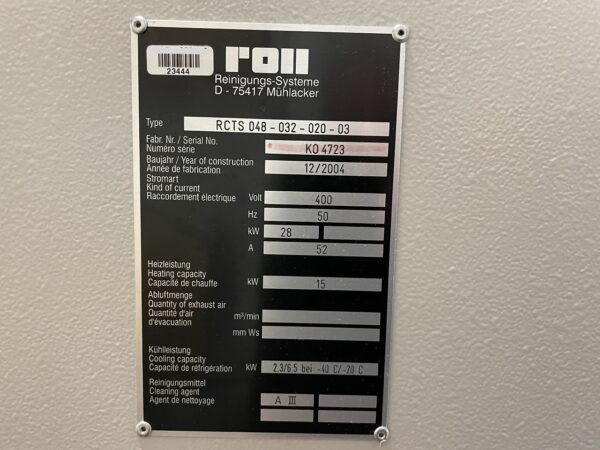 23444
roll
Reinigungs-Systeme
D - 75417 Mühlacker
Type RCTS 048 - 032 - 020 - 03
Fabr. Nr. / Serial No.
Numéro série KO 4723
Baujahr / Year of construction
Année de fabrication 12/2004
Stromart
Kind of current
Raccordement électrique Volt 400
Hz 50
kW 28
A 52
Heizleistung
Heating capacity
Capacité de chauffe kW 15
Abluftmenge
Quantity of exhaust air
Quantité d'air m³/min
d'évacuation
mm Ws
Kühlleistung
Cooling capacity
Capacité de réfrigération kW 2.3/6.5 bei -40 C/-20 C
Reinigungsmittel
Cleaning agent A III
Agent de nettoyage